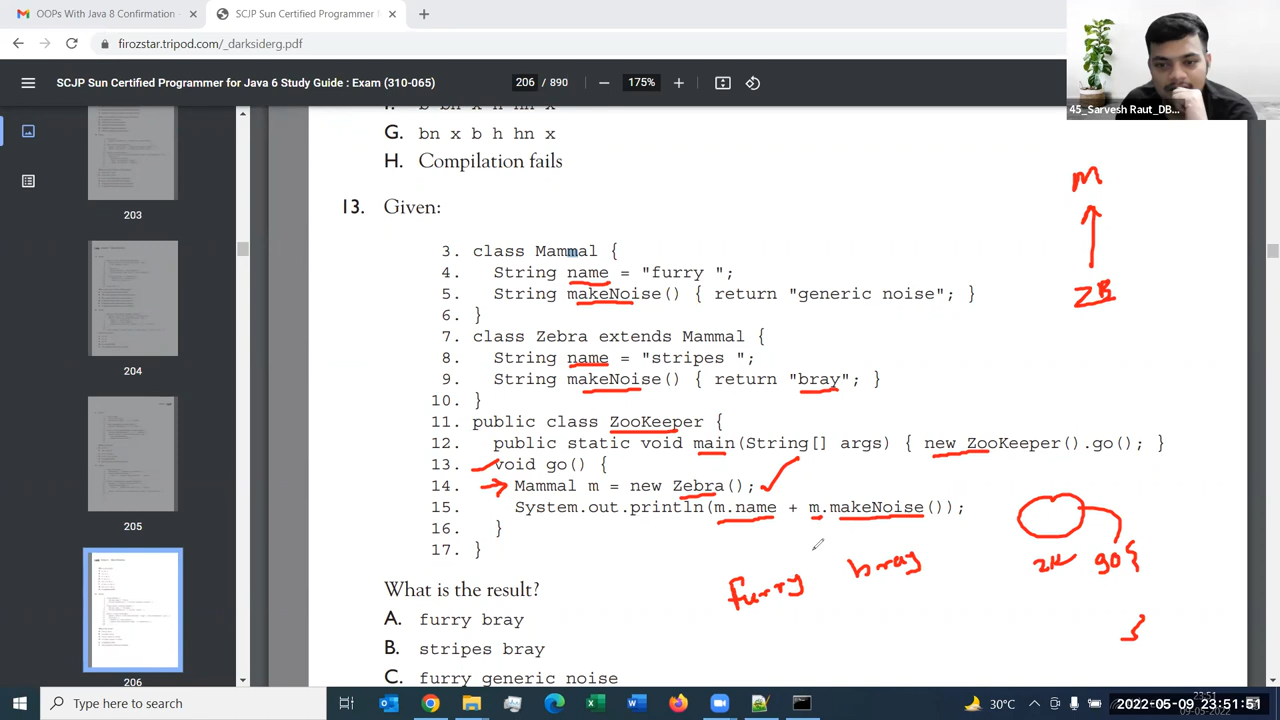 OOPs With Java 8 Confirmation
SCJP Sun Certified Programmer
firozstar.tripod.com/_darksiderg.pdf
SCJP Sun Certified Programmer for Java 6 Study Guide : Exam (310-065)
206 / 890
175%
45_Sarvesh Raut_DB...
G. bn x b h nn x
H. Compilation fails
203
13. Given:
3. class Mammal {
4. String name = "furry ";
5. String makeNoise() { return "generic noise"; }
6. }
7. class Zebra extends Mammal {
8. String name = "stripes ";
9. String makeNoise() { return "bray"; }
10. }
11. public class ZooKeeper {
12. public static void main(String[] args) { new ZooKeeper().go(); }
13. void go() {
14. Mammal m = new Zebra();
15. System.out.println(m.name + m.makeNoise());
16. }
17. }
M
ZB
204
205
206
furry bray
ZK go {
}
What is the result?
A. furry bray
B. stripes bray
C. furry generic noise
Type here to search
30°C
2022-05-09 23:51:51